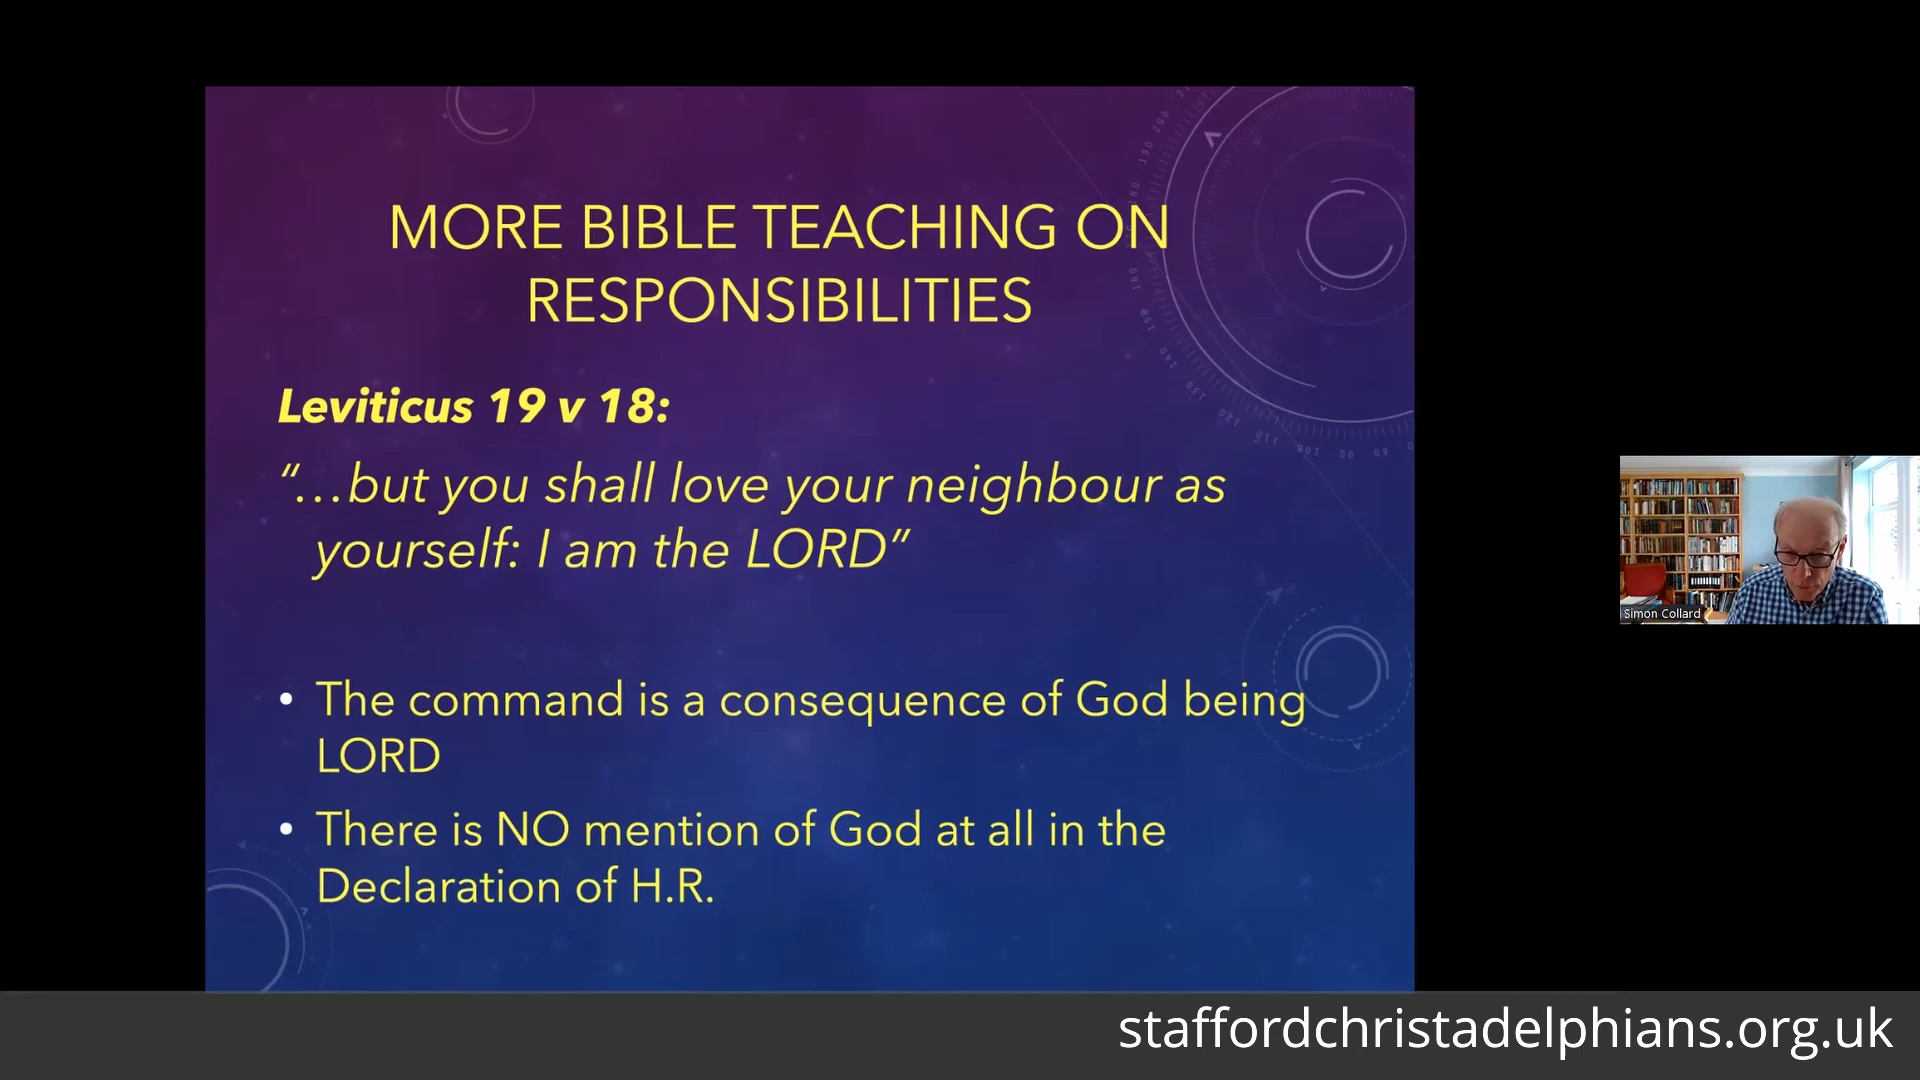 MORE BIBLE TEACHING ON
RESPONSIBILITIES
Leviticus 19 v 18:
“…but you shall love your neighbour as
yourself: I am the LORD”
• The command is a consequence of God being
LORD
• There is NO mention of God at all in the
Declaration of H.R.
Simon Collard
staffordchristadelphians.org.uk